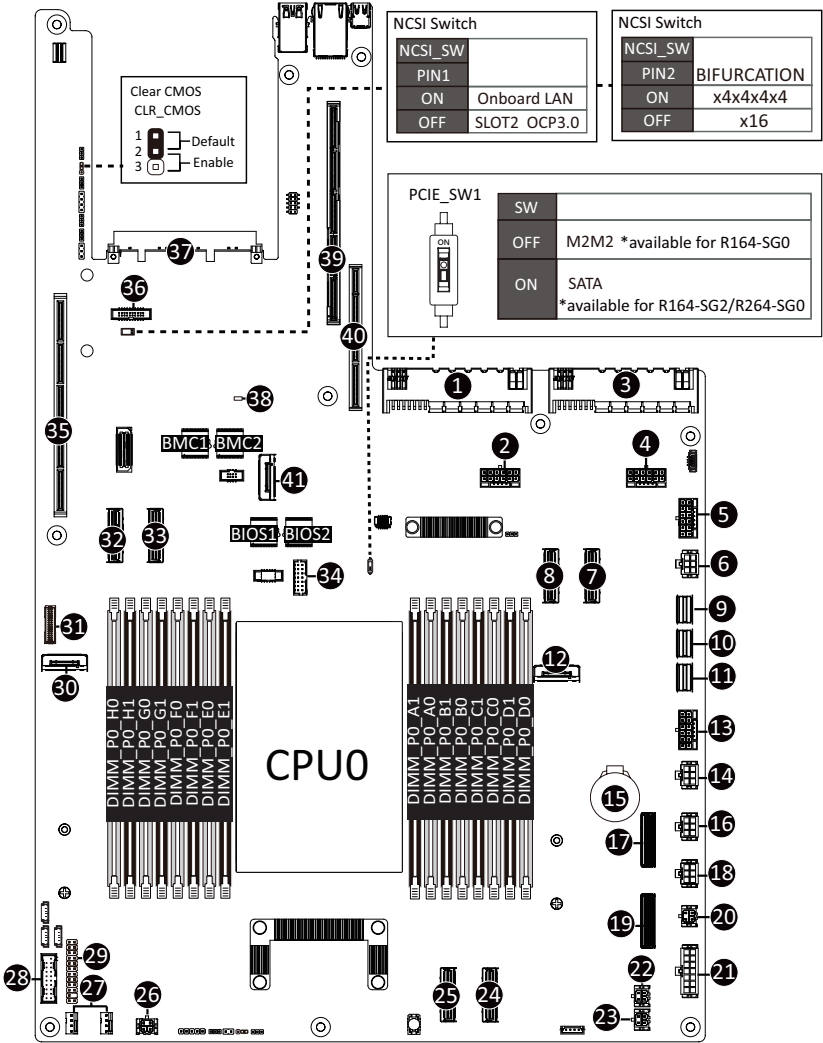 NCSI Switch
NCSI_SW
PIN1
ON Onboard LAN
OFF SLOT2 OCP3.0
NCSI Switch
NCSI_SW
PIN2 BIFURCATION
ON x4x4x4x4
OFF x16
Clear CMOS
CLR_CMOS
1
2
3
Default
Enable
PCIE_SW1
ON
SW
OFF M2M2 *available for R164-SG0
ON SATA
*available for R164-SG2/R264-SG0
37
36
39
40
1
3
38
35
BMC1 BMC2
41
2
4
5
32
33
BIOS1 BIOS2
34
8
7
6
9
10
11
31
30
12
DIMM_P0_H0
DIMM_P0_H1
DIMM_P0_G0
DIMM_P0_G1
DIMM_P0_F0
DIMM_P0_F1
DIMM_P0_E0
DIMM_P0_E1
CPU0
DIMM_P0_A1
DIMM_P0_A0
DIMM_P0_B1
DIMM_P0_B0
DIMM_P0_C1
DIMM_P0_C0
DIMM_P0_D1
DIMM_P0_D0
13
14
15
16
17
18
19
20
21
22
23
24
25
26
27
28
29